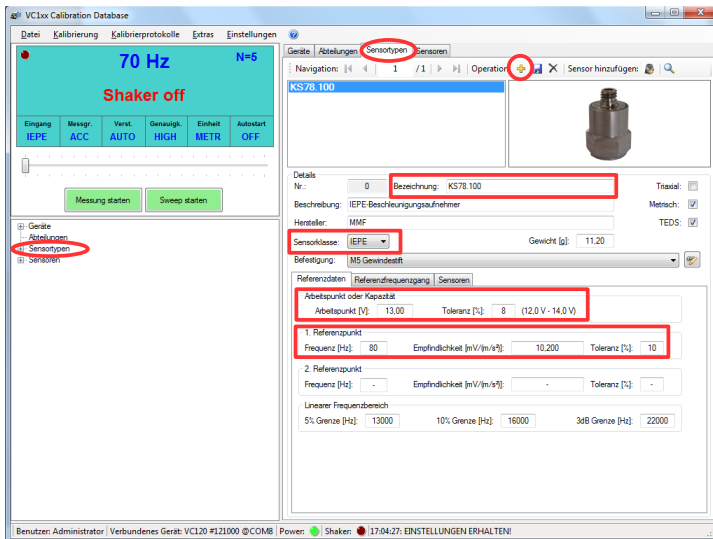 VC1xx Calibration Database
Datei Kalibrierung Kalibrierprotokolle Extras Einstellungen
70 Hz N=5
Shaker off
Eingang Messgr. Verst. Genauigk. Einheit Autostart
IEPE ACC AUTO HIGH METR OFF
Messung starten Sweep starten
Geräte
Abteilungen
Sensortypen
Sensoren
Geräte Abteilungen Sensortypen Sensoren
Navigation: 1 / 1 Operation Sensor hinzufügen:
KS78.100
Details
Nr.: 0 Bezeichnung: KS78.100 Triaxial:
Beschreibung: IEPE-Beschleunigungsaufnehmer Metrisch:
Hersteller: MMF TEDS:
Sensorklasse: IEPE Gewicht [g]: 11,20
Befestigung: M5 Gewindestift
Referenzdaten Referenzfrequenzgang Sensoren
Arbeitspunkt oder Kapazität
Arbeitspunkt [V]: 13,00 Toleranz [%]: 8 (12,0 V - 14,0 V)
1. Referenzpunkt
Frequenz [Hz]: 80 Empfindlichkeit [mV/(m/s²)]: 10,200 Toleranz [%]: 10
2. Referenzpunkt
Frequenz [Hz]: - Empfindlichkeit [mV/(m/s²)]: - Toleranz [%]: -
Linearer Frequenzbereich
5% Grenze [Hz]: 13000 10% Grenze [Hz]: 16000 3dB Grenze [Hz]: 22000
Benutzer: Administrator Verbundenes Gerät: VC120 #121000 @COM8 Power: Shaker: 17:04:27: EINSTELLUNGEN ERHALTEN!